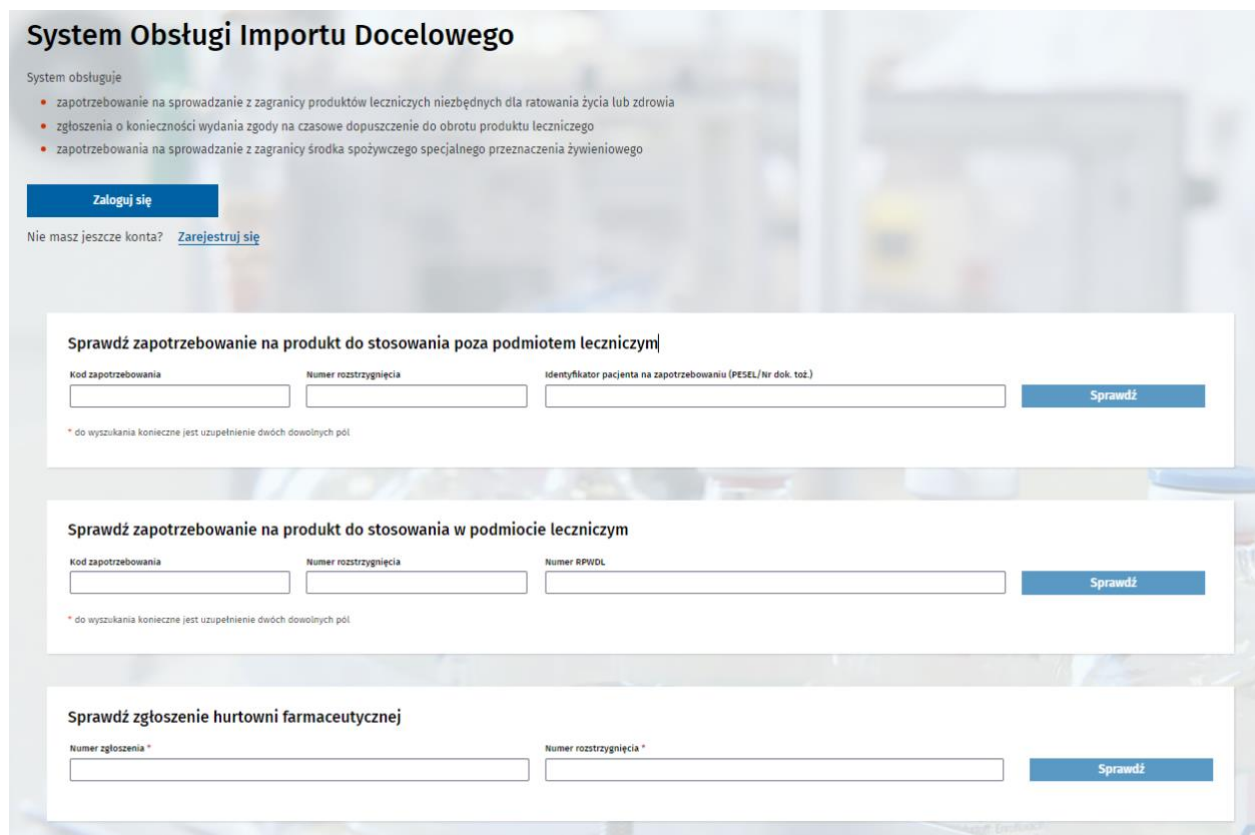 System Obsługi Importu Docelowego
System obsługuje
zapotrzebowanie na sprowadzanie z zagranicy produktów leczniczych niezbędnych dla ratowania życia lub zdrowia
zgłoszenia o konieczności wydania zgody na czasowe dopuszczenie do obrotu produktu leczniczego
zapotrzebowania na sprowadzanie z zagranicy środka spożywczego specjalnego przeznaczenia żywieniowego
Zaloguj się
Nie masz jeszcze konta? Zarejestruj się
Sprawdź zapotrzebowanie na produkt do stosowania poza podmiotem leczniczym
Kod zapotrzebowania Numer rozstrzygnięcia Identyfikator pacjenta na zapotrzebowaniu (PESEL/Nr dok. toż.)
Sprawdź
* do wyszukania konieczne jest uzupełnienie dwóch dowolnych pól
Sprawdź zapotrzebowanie na produkt do stosowania w podmiocie leczniczym
Kod zapotrzebowania Numer rozstrzygnięcia Numer RPWDL
Sprawdź
* do wyszukania konieczne jest uzupełnienie dwóch dowolnych pól
Sprawdź zgłoszenie hurtowni farmaceutycznej
Numer zgłoszenia * Numer rozstrzygnięcia *
Sprawdź